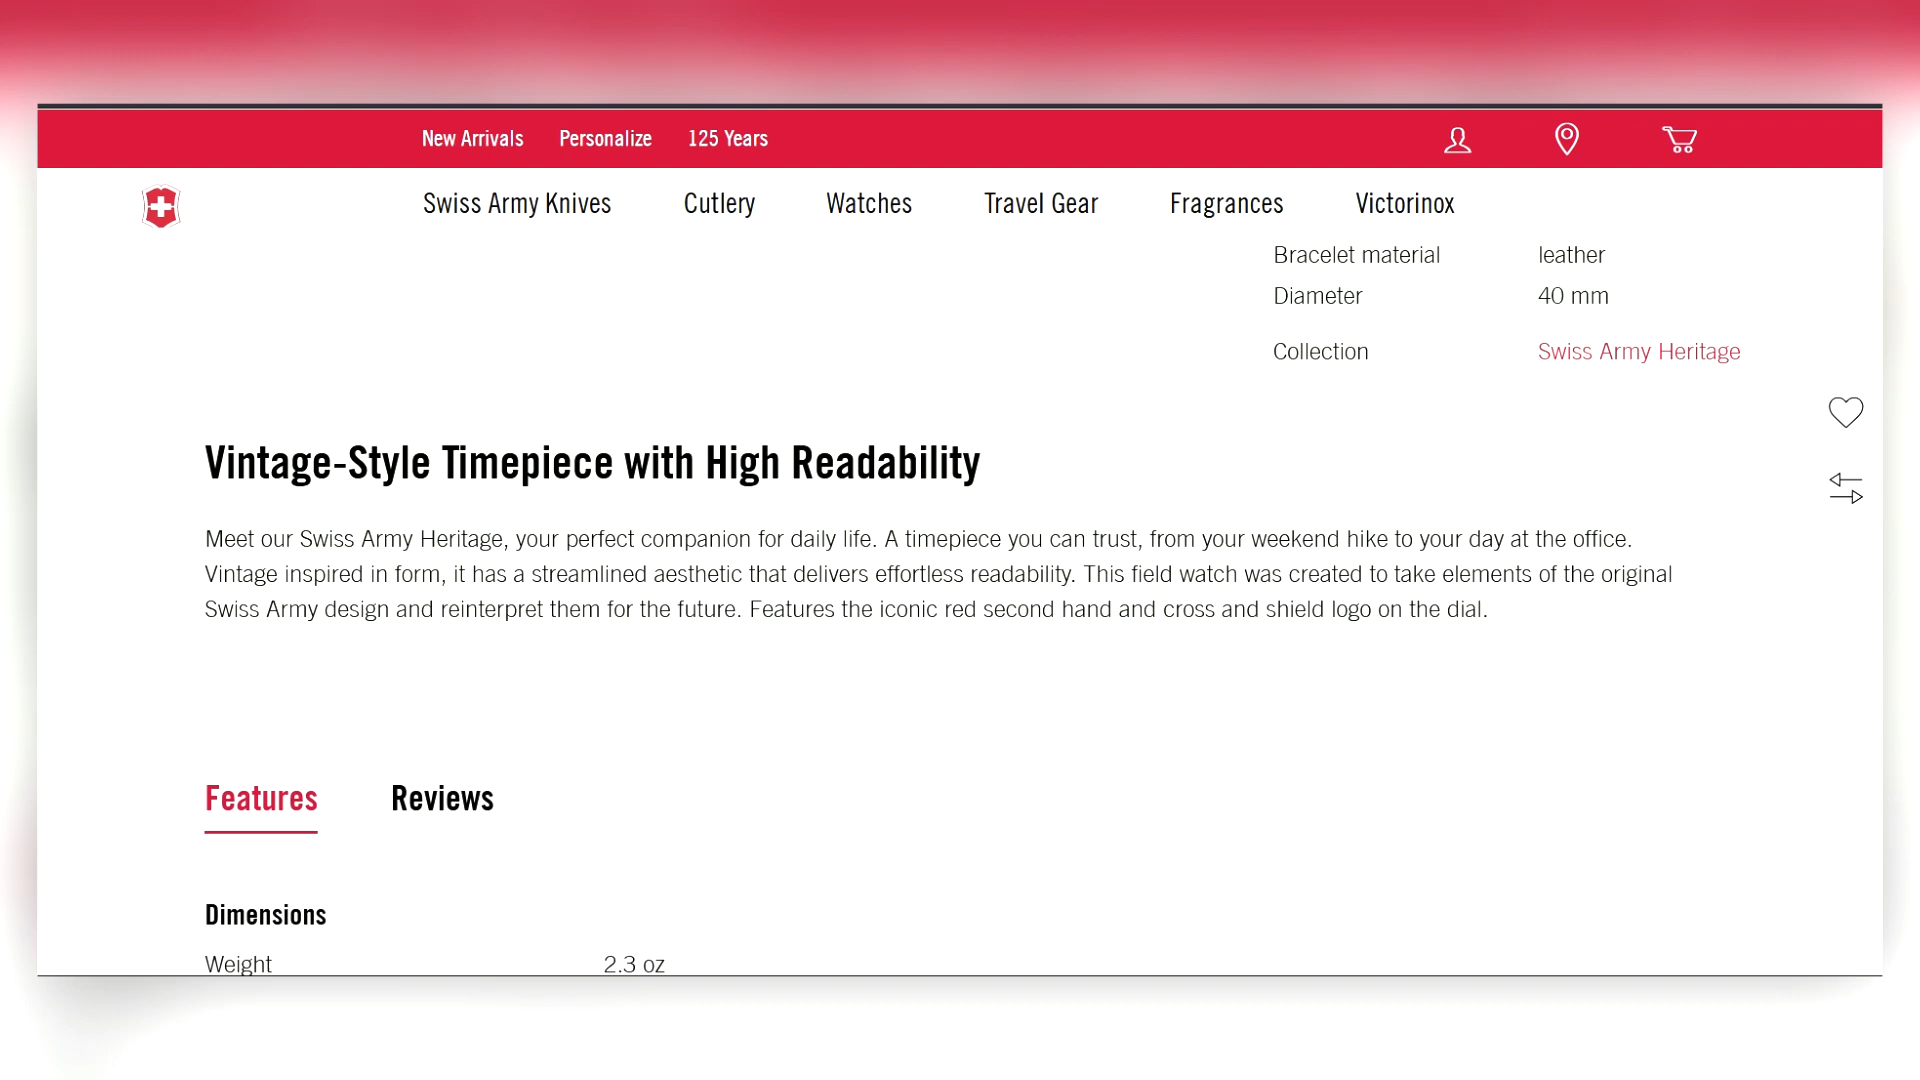 New Arrivals Personalize 125 Years
Swiss Army Knives Cutlery Watches Travel Gear Fragrances Victorinox
Bracelet material leather
Diameter 40 mm
Collection Swiss Army Heritage
Vintage-Style Timepiece with High Readability
Meet our Swiss Army Heritage, your perfect companion for daily life. A timepiece you can trust, from your weekend hike to your day at the office.
Vintage inspired in form, it has a streamlined aesthetic that delivers effortless readability. This field watch was created to take elements of the original
Swiss Army design and reinterpret them for the future. Features the iconic red second hand and cross and shield logo on the dial.
Features Reviews
Dimensions
Weight 2.3 oz